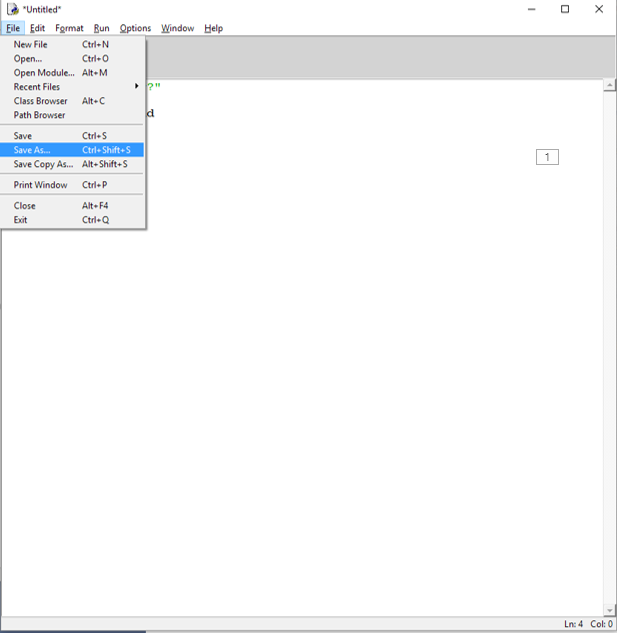 *Untitled*
File Edit Format Run Options Window Help
New File Ctrl+N
Open... Ctrl+O
Open Module... Alt+M
Recent Files
Class Browser Alt+C
Path Browser
Save Ctrl+S
Save As... Ctrl+Shift+S
Save Copy As... Alt+Shift+S
Print Window Ctrl+P
Close Alt+F4
Exit Ctrl+Q
?"
d
1
Ln: 4 Col: 0